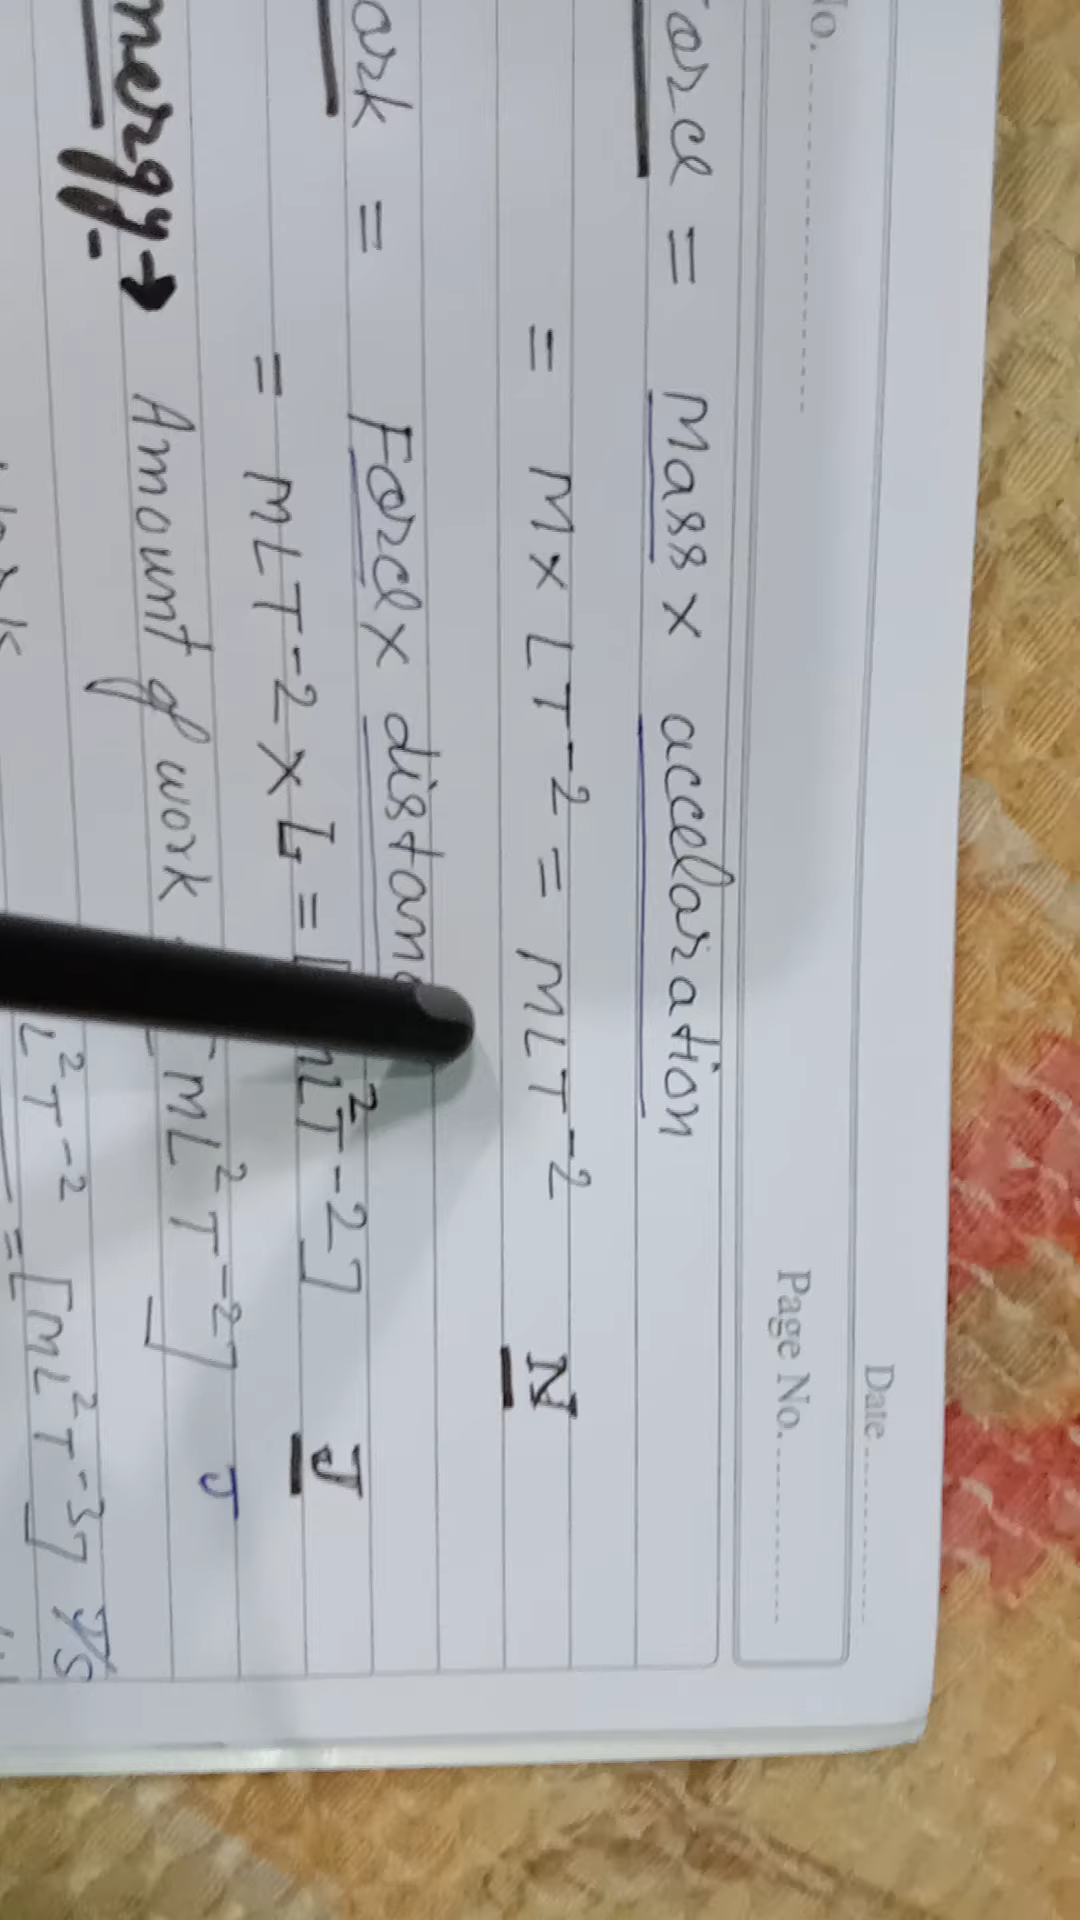 Date
No. Page No.
orce = Mass x accelaration
= M x LT-2 = MLT-2 N
ork = Force x distan
= MLT-2 x L = [ML2T-2] J
nergy → Amount of work [ML2T-2] J
L2T-2 = [ML2T-3] J/S